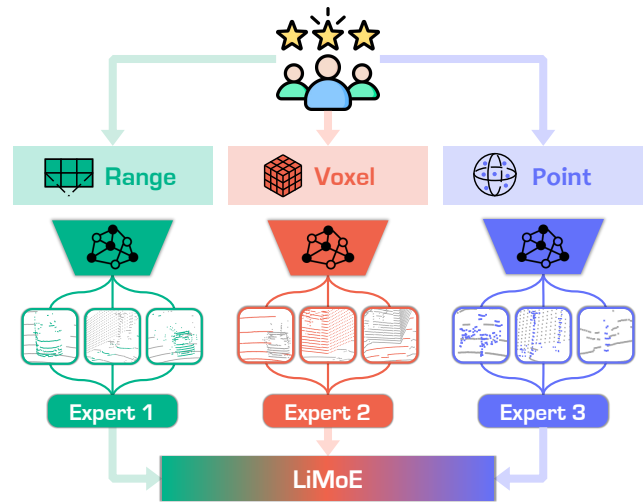 Range
Voxel
Point
Expert 1
Expert 2
Expert 3
LiMoE